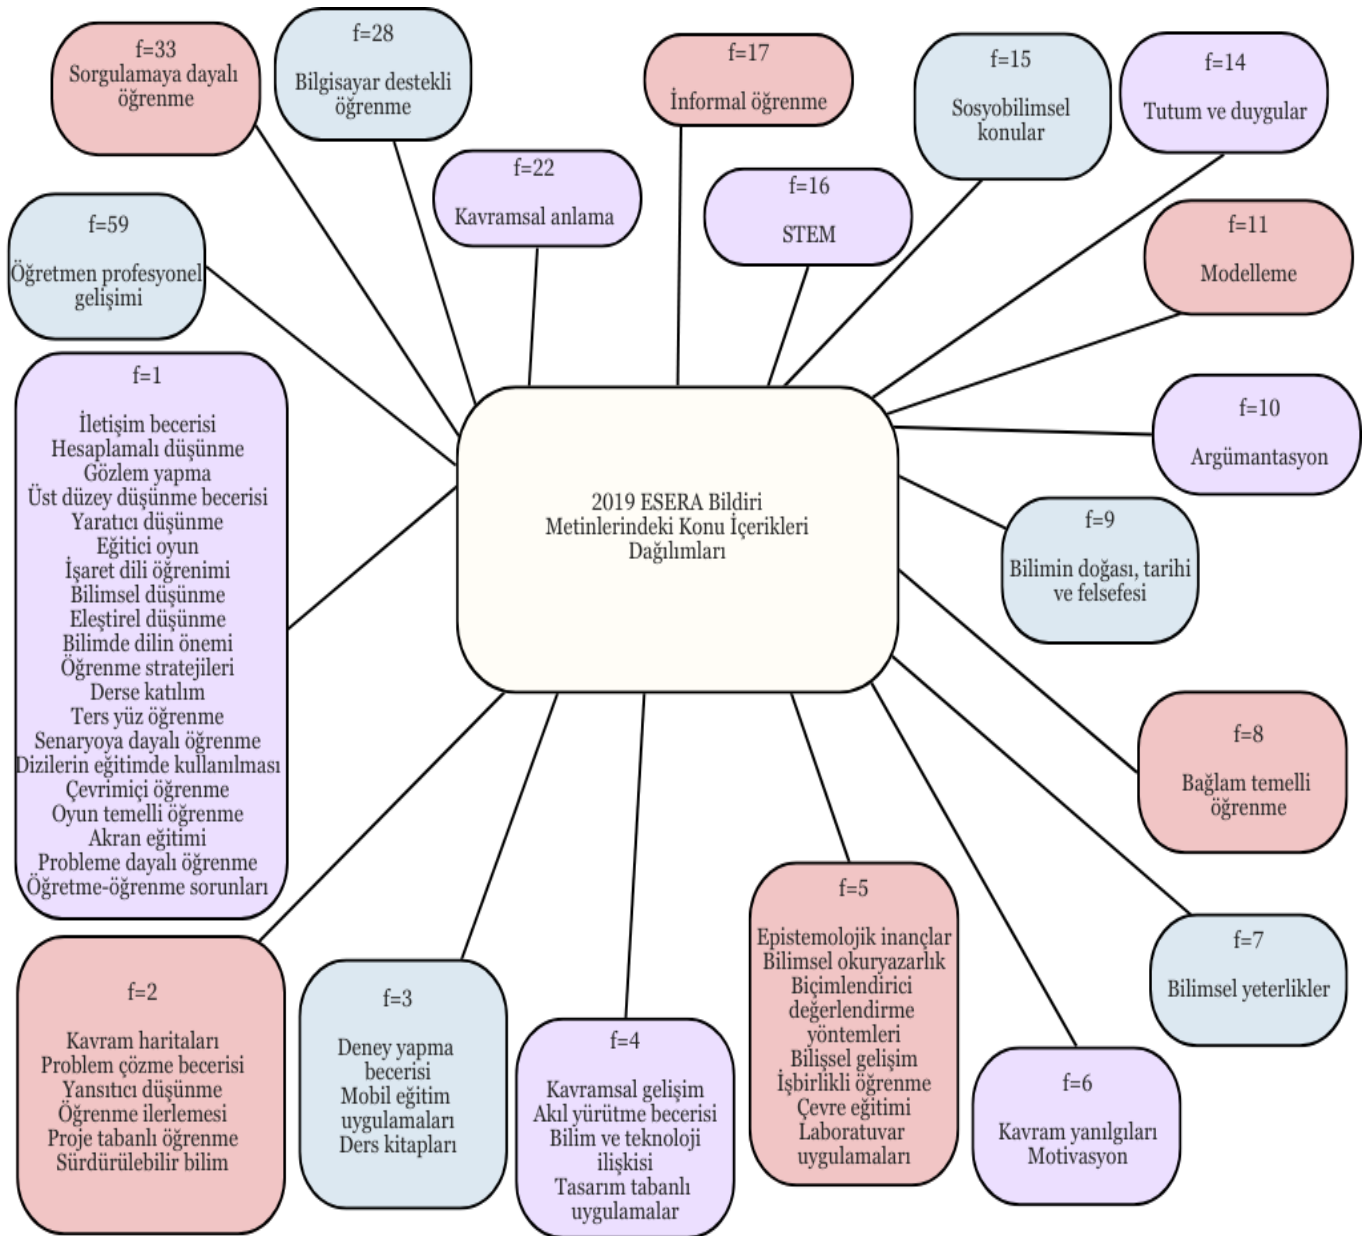 f=33
Sorgulamaya dayalı
öğrenme
f=28
Bilgisayar destekli
öğrenme
f=17
İnformal öğrenme
f=15
Sosyobilimsel
konular
f=14
Tutum ve duygular
f=22
Kavramsal anlama
f=16
STEM
f=59
Öğretmen profesyonel
gelişimi
f=11
Modelleme
f=1
İletişim becerisi
Hesaplamalı düşünme
Gözlem yapma
Üst düzey düşünme becerisi
Yaratıcı düşünme
Eğitici oyun
İşaret dili öğrenimi
Bilimsel düşünme
Eleştirel düşünme
Bilimde dilin önemi
Öğrenme stratejileri
Derse katılım
Ters yüz öğrenme
Senaryoya dayalı öğrenme
Dizilerin eğitimde kullanılması
Çevrimiçi öğrenme
Oyun temelli öğrenme
Akran eğitimi
Probleme dayalı öğrenme
Öğretme-öğrenme sorunları
2019 ESERA Bildiri
Metinlerindeki Konu İçerikleri
Dağılımları
f=10
Argümantasyon
f=9
Bilimin doğası, tarihi
ve felsefesi
f=8
Bağlam temelli
öğrenme
f=2
Kavram haritaları
Problem çözme becerisi
Yansıtıcı düşünme
Öğrenme ilerlemesi
Proje tabanlı öğrenme
Sürdürülebilir bilim
f=3
Deney yapma
becerisi
Mobil eğitim
uygulamaları
Ders kitapları
f=4
Kavramsal gelişim
Akıl yürütme becerisi
Bilim ve teknoloji
ilişkisi
Tasarım tabanlı
uygulamalar
f=5
Epistemolojik inançlar
Bilimsel okuryazarlık
Biçimlendirici
değerlendirme
yöntemleri
Bilişsel gelişim
İşbirlikli öğrenme
Çevre eğitimi
Laboratuvar
uygulamaları
f=6
Kavram yanılgıları
Motivasyon
f=7
Bilimsel yeterlikler